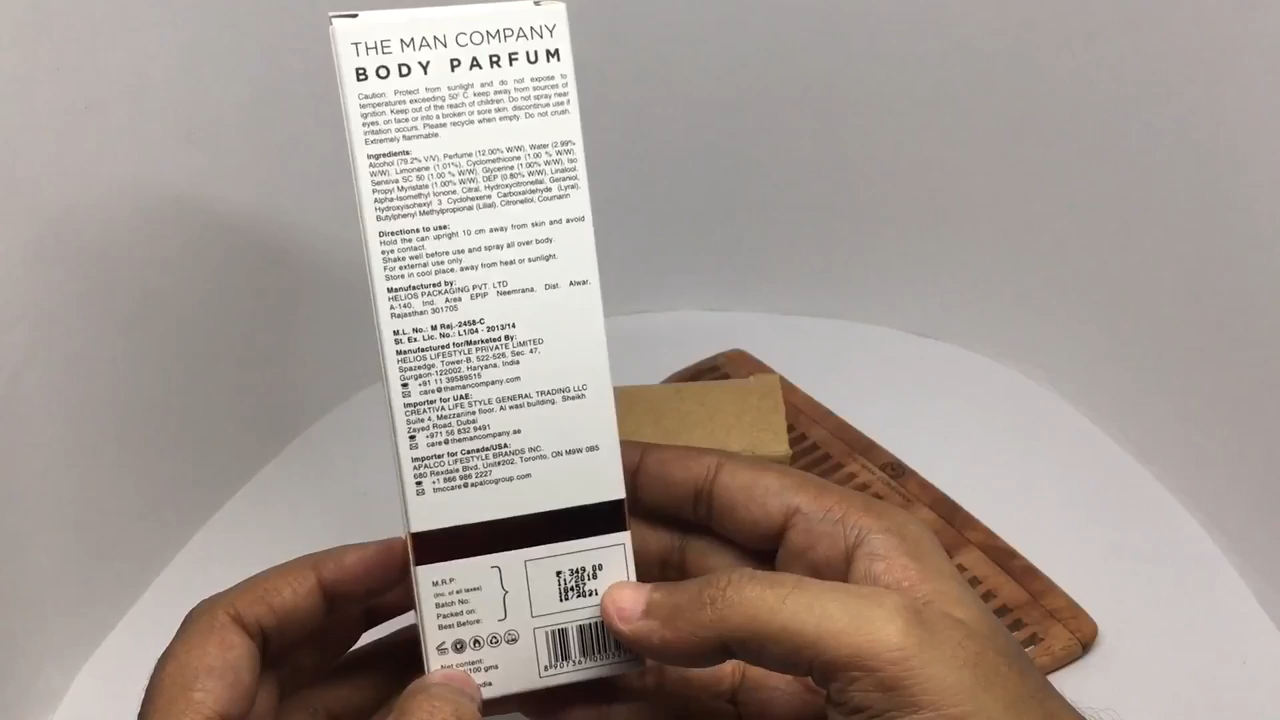 THE MAN COMPANY
BODY PARFUM
Caution: Protect from sunlight and do not expose to
temperatures exceeding 50° C. keep away from sources of
ignition. Keep out of the reach of children. Do not spray near
eyes, on face or into a broken or sore skin. discontinue use if
irritation occurs. Please recycle when empty. Do not crush.
Extremely flammable.
Ingredients:
Alcohol (79.2% V/V), Perfume (12.00% W/W), Water (2.99%
W/W), Limonene (1.01%), Cyclomethicone (1.00 % W/W),
Sensiva SC 50 (1.00 % W/W), Glycerine (1.00% W/W), Iso
Propyl Myristate (1.00% W/W), DEP (0.80% W/W), Linalool,
Alpha-Isomethyl Ionone, Citral, Hydroxycitronellal, Geraniol,
Hydroxyisohexyl 3 Cyclohexene Carboxaldehyde (Lyral),
Butylphenyl Methylpropional (Lilial), Citronellol, Coumarin
Directions to use:
Hold the can upright 10 cm away from skin and avoid
eye contact.
Shake well before use and spray all over body.
For external use only.
Store in cool place, away from heat or sunlight.
Manufactured by:
HELIOS PACKAGING PVT. LTD
A-140, Ind. Area EPIP Neemrana, Dist. Alwar,
Rajasthan 301705
M.L. No.: M Raj.-2458-C
St. Ex. Lic. No.: L1/04 - 2013/14
Manufactured for/Marketed By:
HELIOS LIFESTYLE PRIVATE LIMITED
Spazedge, Tower-B, 522-526, Sec. 47,
Gurgaon-122002, Haryana, India
+91 11 39589515
care@themancompany.com
Importer for UAE:
CREATIVA LIFE STYLE GENERAL TRADING LLC
Suite 4, Mezzanine floor, Al wasl building, Sheikh
Zayed Road, Dubai
+971 56 832 9491
care@themancompany.ae
Importer for Canada/USA:
APALCO LIFESTYLE BRANDS INC.
680 Rexdale Blvd, Unit#202, Toronto, ON M9W 0B5
+1 866 986 2227
tmccare@apalcogroup.com
M.R.P:
(inc. of all taxes)
Batch No:
Packed on:
Best Before:
349.00
11/2018
10/2021
Net content:
/100 gms
8 907367 000